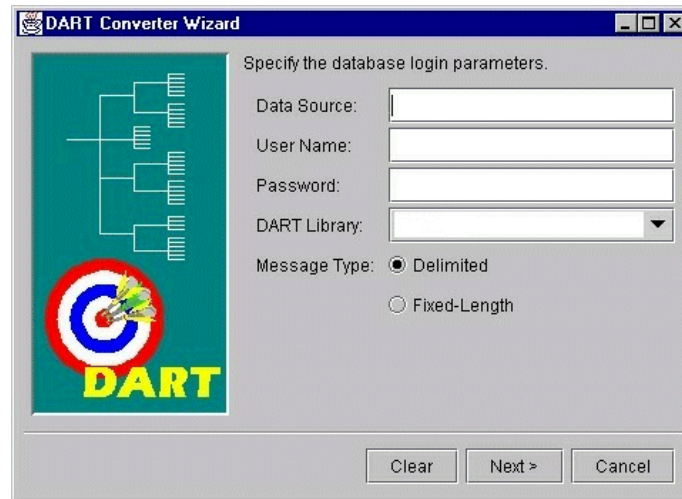 DART Converter Wizard
Specify the database login parameters.
Data Source:
User Name:
Password:
DART Library:
Message Type: Delimited
Fixed-Length
DART
Clear Next > Cancel